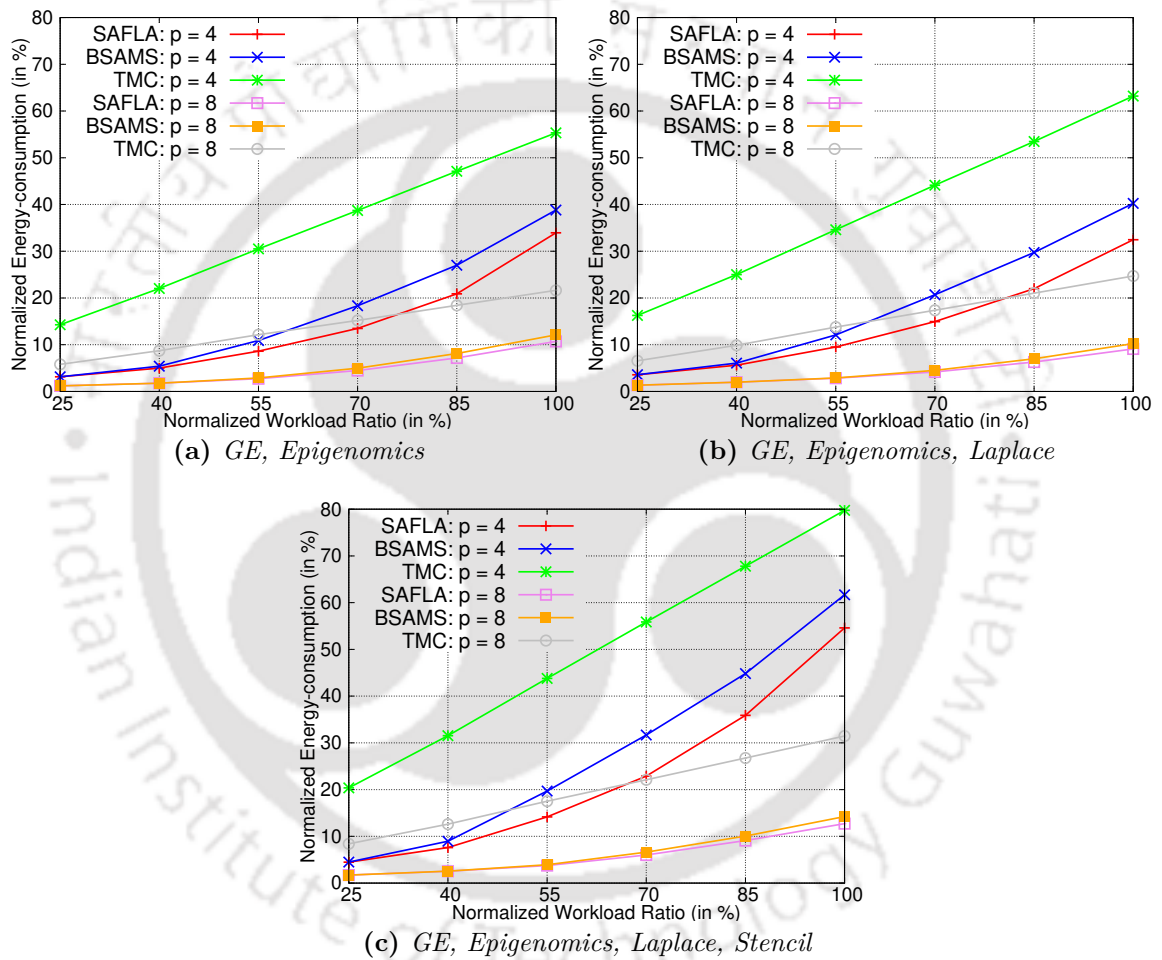 80
70
60
50
40
30
20
10
0
Normalized Energy-consumption (in %)
SAFLA: p = 4
BSAMS: p = 4
TMC: p = 4
SAFLA: p = 8
BSAMS: p = 8
TMC: p = 8
25 40 55 70 85 100
Normalized Workload Ratio (in %)
(a) GE, Epigenomics
80
70
60
50
40
30
20
10
0
Normalized Energy-consumption (in %)
SAFLA: p = 4
BSAMS: p = 4
TMC: p = 4
SAFLA: p = 8
BSAMS: p = 8
TMC: p = 8
25 40 55 70 85 100
Normalized Workload Ratio (in %)
(b) GE, Epigenomics, Laplace
80
70
60
50
40
30
20
10
0
Normalized Energy-consumption (in %)
SAFLA: p = 4
BSAMS: p = 4
TMC: p = 4
SAFLA: p = 8
BSAMS: p = 8
TMC: p = 8
25 40 55 70 85 100
Normalized Workload Ratio (in %)
(c) GE, Epigenomics, Laplace, Stencil
Indian Institute of Technology Guwahati